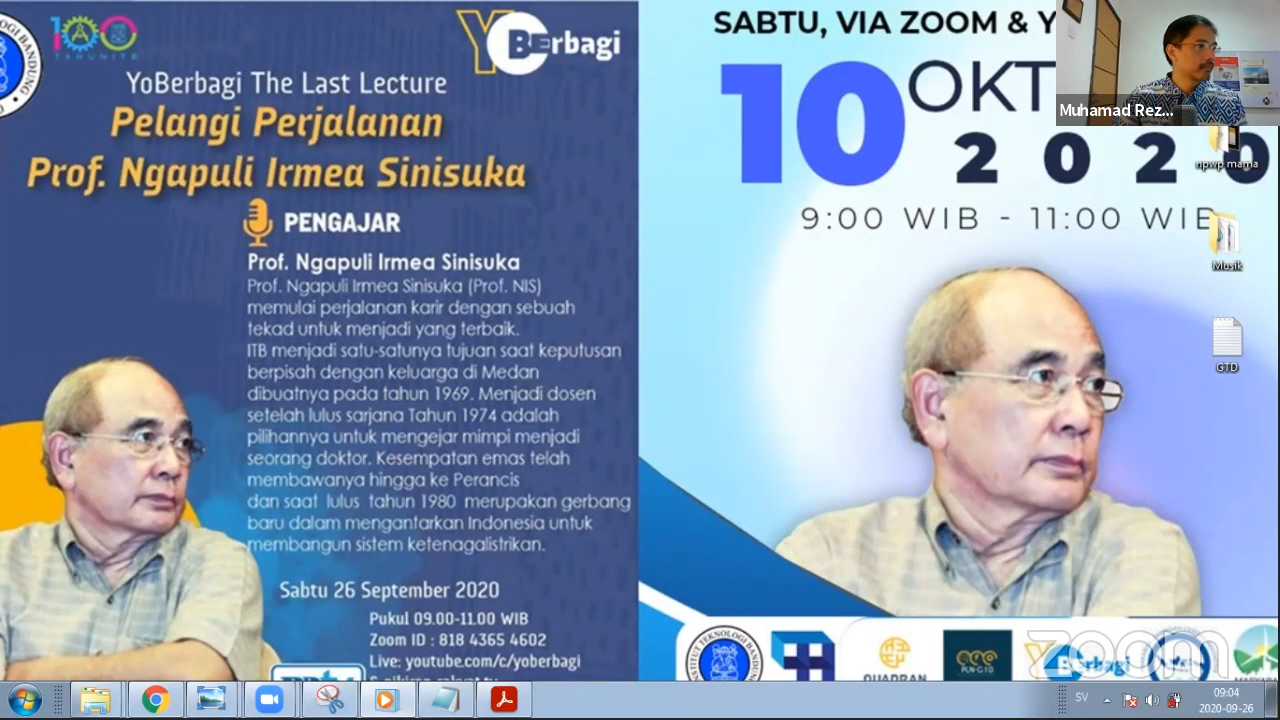 100
TAHUN ITB
YoBerbagi
YoBerbagi The Last Lecture
Pelangi Perjalanan
Prof. Ngapuli Irmea Sinisuka
PENGAJAR
Prof. Ngapuli Irmea Sinisuka
Prof. Ngapuli Irmea Sinisuka (Prof. NIS)
memulai perjalanan karir dengan sebuah
tekad untuk menjadi yang terbaik.
ITB menjadi satu-satunya tujuan saat keputusan
berpisah dengan keluarga di Medan
dibuatnya pada tahun 1969. Menjadi dosen
setelah lulus sarjana Tahun 1974 adalah
pilihannya untuk mengejar mimpi menjadi
seorang doktor. Kesempatan emas telah
membawanya hingga ke Perancis
dan saat lulus tahun 1980 merupakan gerbang
baru dalam mengantarkan Indonesia untuk
membangun sistem ketenagalistrikan.
Sabtu 26 September 2020
Pukul 09.00-11.00 WIB
Zoom ID : 818 4365 4602
Live: youtube.com/c/yoberbagi
SABTU, VIA ZOOM & Y
10 OKT
2020
9:00 WIB - 11:00 WIB
Muhamad Rez...
npwp mama
Musik
GTD
QUADRAN
PLN-GTD
YoBerbagi
zoom
SV
09:04
2020-09-26